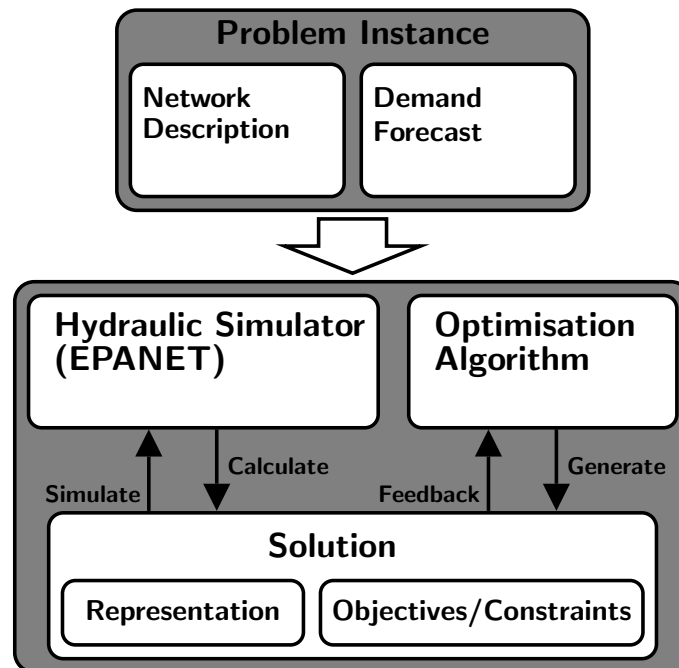 Problem Instance
Network
Description
Demand
Forecast
Hydraulic Simulator
(EPANET)
Optimisation
Algorithm
Simulate
Calculate
Feedback
Generate
Solution
Representation
Objectives/Constraints